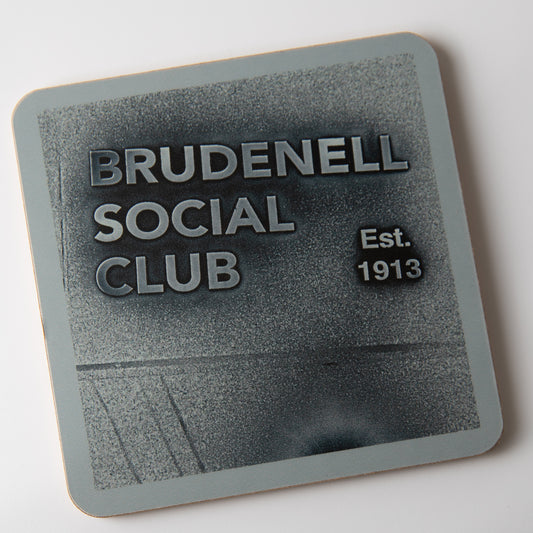 BRUDENELL
SOCIAL
CLUB
Est.
1913